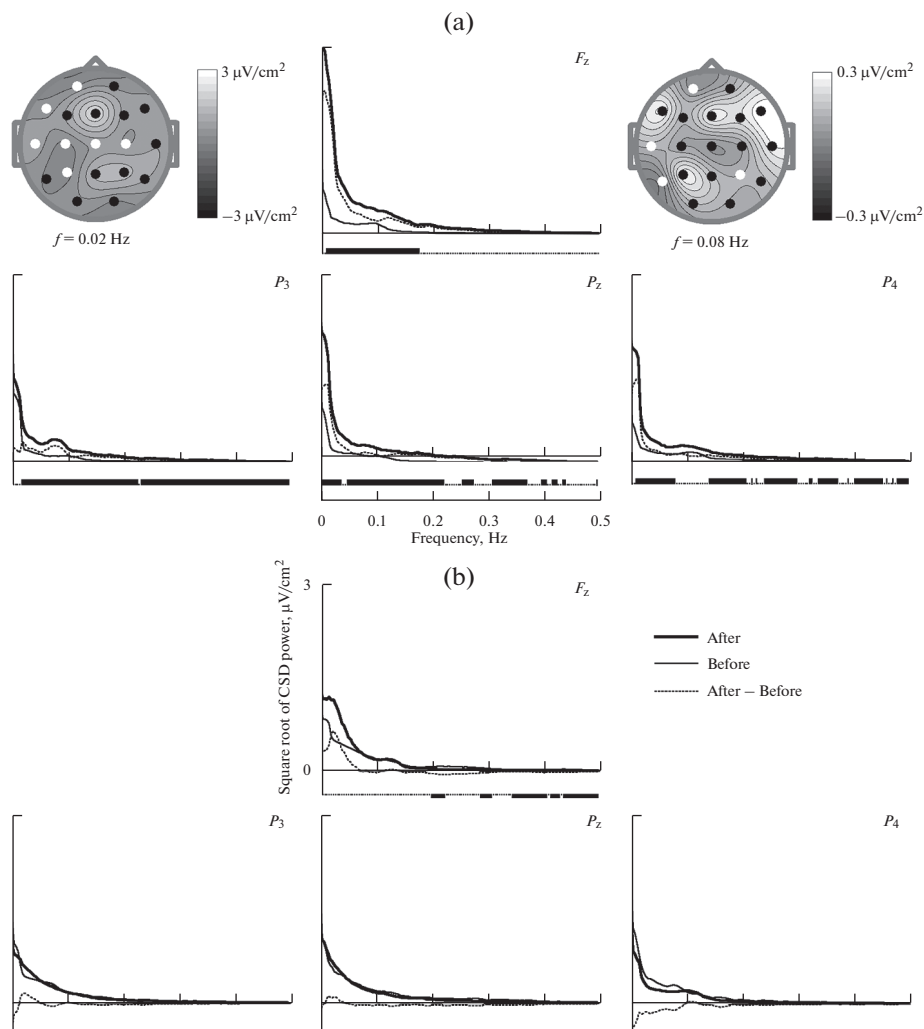 (a)
3 μV/cm²
−3 μV/cm²
f = 0.02 Hz
Fz
0.3 μV/cm²
−0.3 μV/cm²
f = 0.08 Hz
P3
Pz
P4
0 0.1 0.2 0.3 0.4 0.5
Frequency, Hz
(b)
Square root of CSD power, μV/cm²
3
0
Fz
After
Before
After − Before
P3
Pz
P4